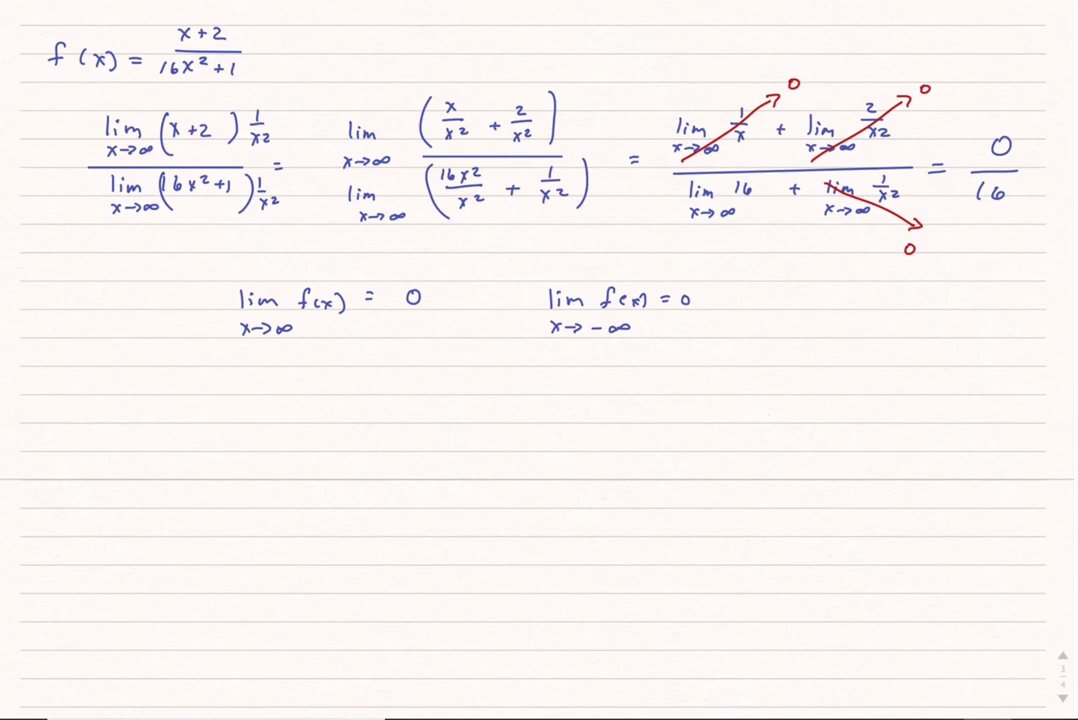 f(x) = x+2 / 16x²+1
lim x→∞ (x+2) 1/x² / lim x→∞ (16x²+1) 1/x² = lim x→∞ (x/x² + 2/x²) / lim x→∞ (16x²/x² + 1/x²) = lim x→∞ 1/x 0 + lim x→∞ 2/x2 0 / lim x→∞ 16 + lim x→∞ 1/x² 0 = 0/16
lim x→∞ f(x) = 0 lim x→-∞ f(x) = 0
3/4